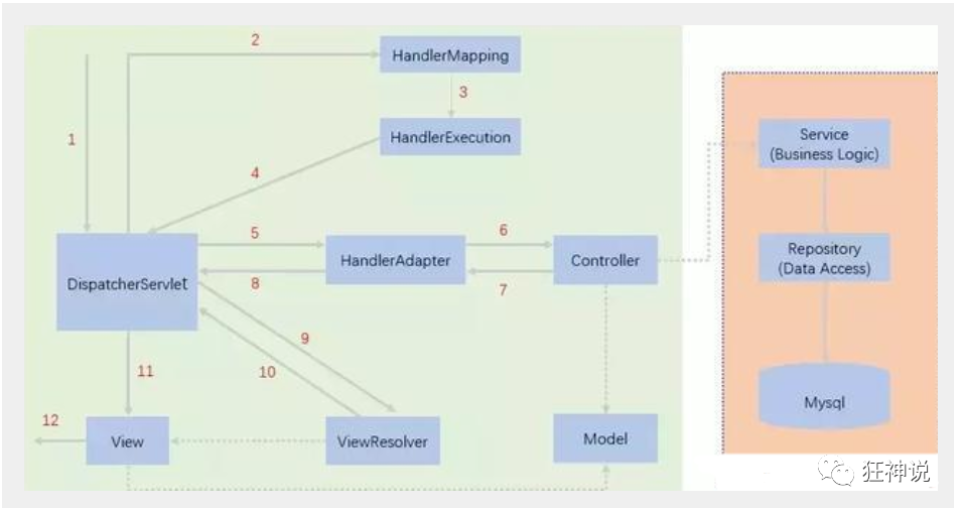 2
HandlerMapping
3
1
HandlerExecution
4
Service
(Business Logic)
5
6
DispatcherServlet
HandlerAdapter
Controller
Repository
(Data Access)
8
7
9
10
11
12
View
ViewResolver
Model
Mysql
狂神说